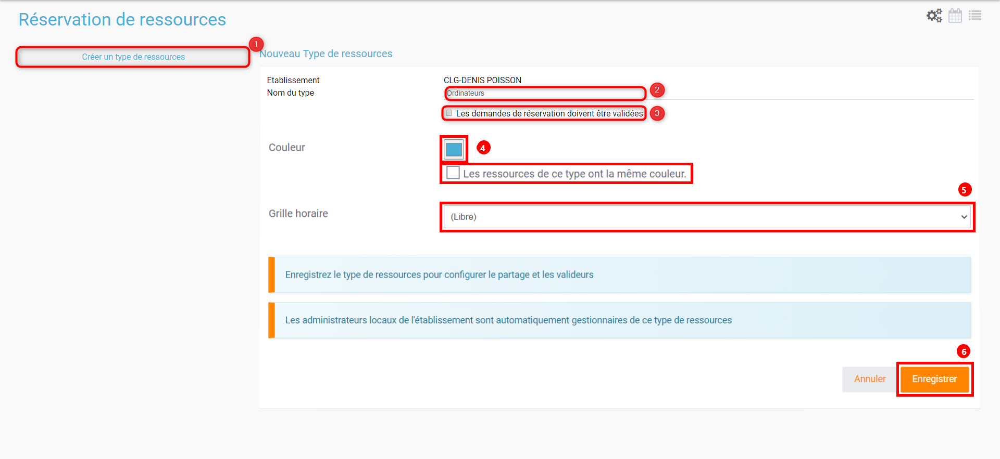 Réservation de ressources
1
Créer un type de ressources
Nouveau Type de ressources
Etablissement CLG-DENIS POISSON
Nom du type Ordinateurs 2
Les demandes de réservation doivent être validées 3
Couleur 4
Les ressources de ce type ont la même couleur.
5
Grille horaire (Libre)
Enregistrez le type de ressources pour configurer le partage et les valideurs
Les administrateurs locaux de l'établissement sont automatiquement gestionnaires de ce type de ressources
6
Annuler Enregistrer